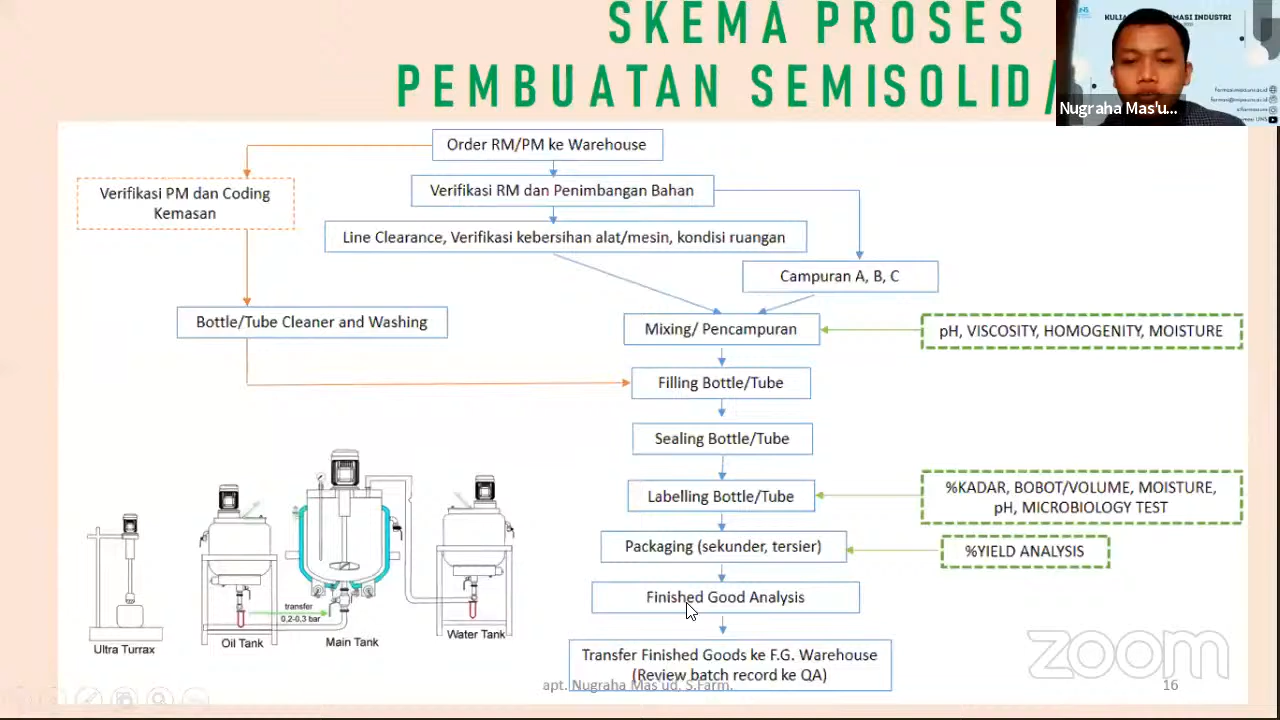 SKEMA PROSES
PEMBUATAN SEMISOLID/
KULIA
MASI INDUSTRI
Nugraha Mas'u...
Order RM/PM ke Warehouse
Verifikasi PM dan Coding
Kemasan
Verifikasi RM dan Penimbangan Bahan
Line Clearance, Verifikasi kebersihan alat/mesin, kondisi ruangan
Campuran A, B, C
Bottle/Tube Cleaner and Washing
Mixing/ Pencampuran
pH, VISCOSITY, HOMOGENITY, MOISTURE
Filling Bottle/Tube
Sealing Bottle/Tube
Labelling Bottle/Tube
%KADAR, BOBOT/VOLUME, MOISTURE,
pH, MICROBIOLOGY TEST
Packaging (sekunder, tersier)
%YIELD ANALYSIS
Finished Good Analysis
transfer
0,2-0,3 bar
Ultra Turrax
Oil Tank
Main Tank
Water Tank
Transfer Finished Goods ke F.G. Warehouse
(Review batch record ke QA)
apt. Nugraha Mas'ud, S.Farm.
16
zoom